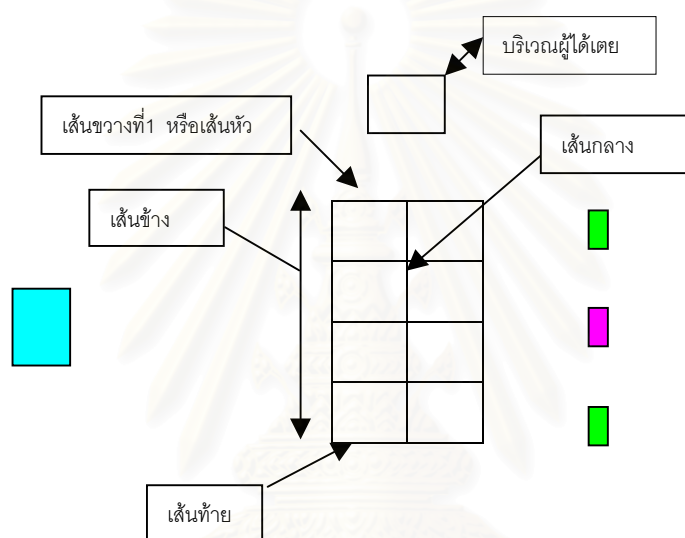 บริเวณผู้ได้เตย
เส้นขวางที่1 หรือเส้นหัว
เส้นกลาง
เส้นข้าง
เส้นท้าย